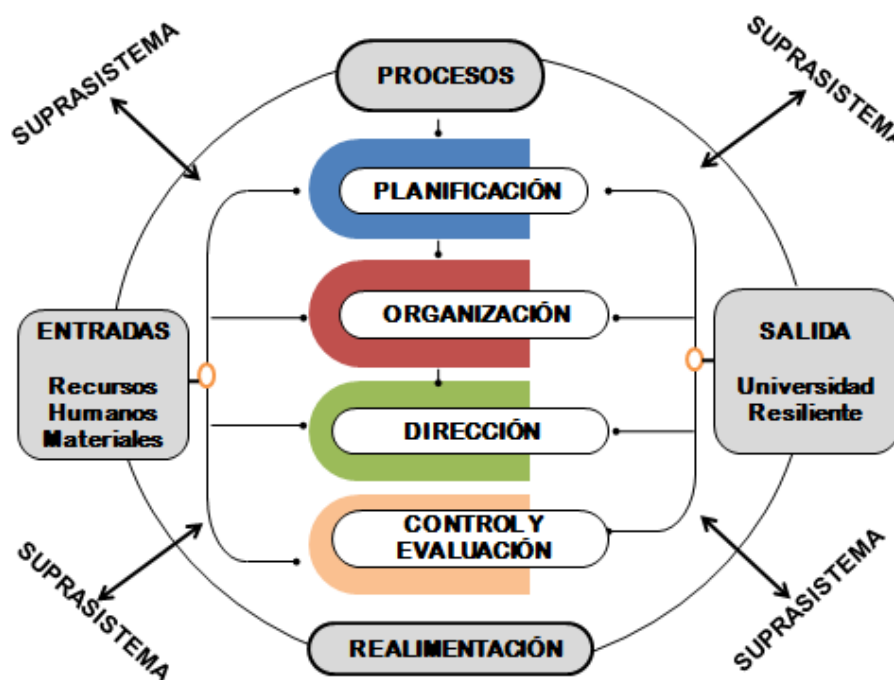 SUPRASISTEMA
SUPRASISTEMA
PROCESOS
PLANIFICACIÓN
ORGANIZACIÓN
ENTRADAS
Recursos
Humanos
Materiales
SALIDA
Universidad
Resiliente
DIRECCIÓN
CONTROL Y
EVALUACIÓN
SUPRASISTEMA
SUPRASISTEMA
REALIMENTACIÓN